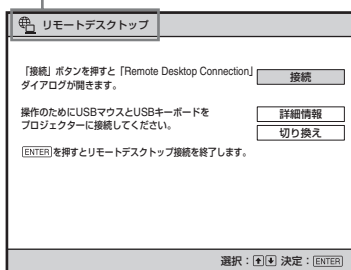 リモートデスクトップ
「接続」ボタンを押すと「Remote Desktop Connection」
ダイアログが開きます。
接続
操作のためにUSBマウスとUSBキーボードを
プロジェクターに接続してください。
詳細情報
切り換え
ENTERを押すとリモートデスクトップ接続を終了します。
選択：↑↓ 決定：ENTER